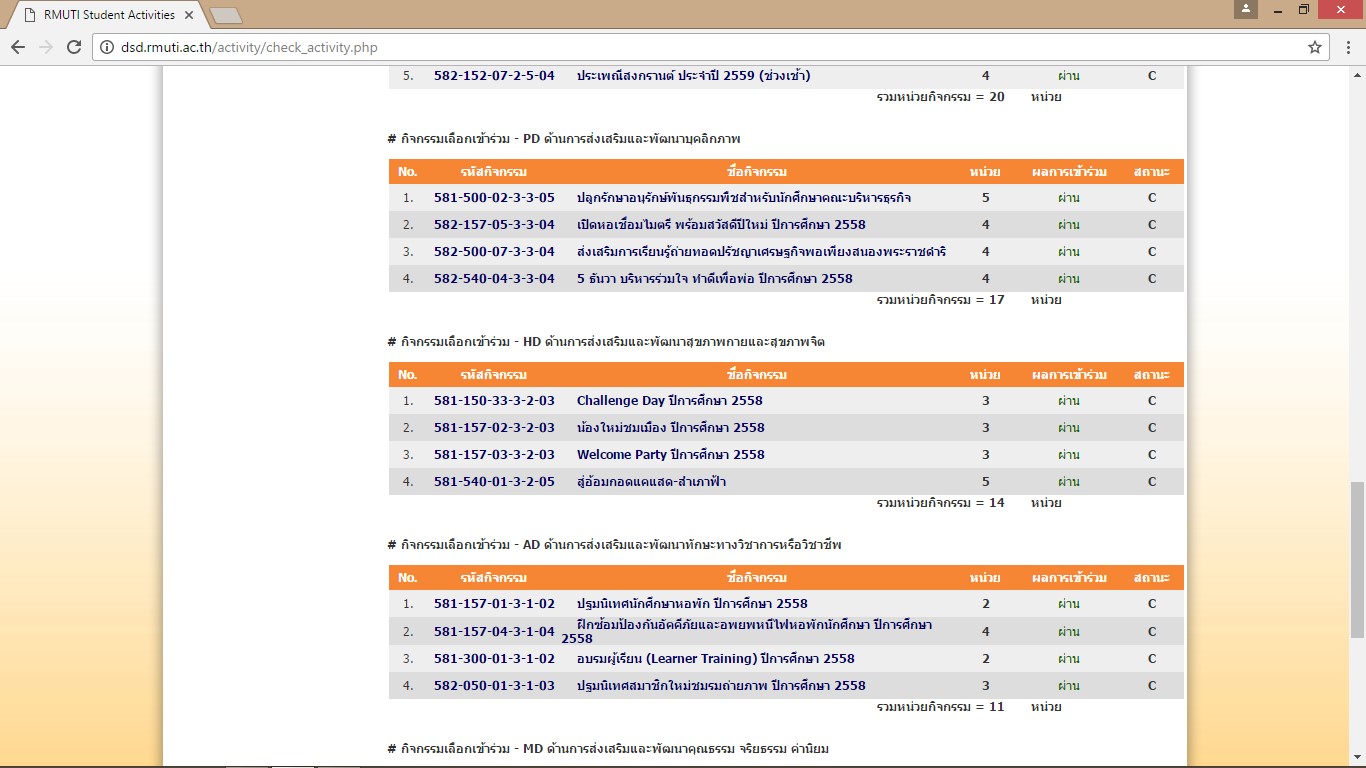 RMUTI Student Activities
dsd.rmuti.ac.th/activity/check_activity.php
5. 582-152-07-2-5-04 ประเพณีสงกรานต์ ประจำปี 2559 (ช่วงเช้า) 4 ผ่าน C
รวมหน่วยกิจกรรม = 20 หน่วย
# กิจกรรมเลือกเข้าร่วม - PD ด้านการส่งเสริมและพัฒนาบุคลิกภาพ
No. รหัสกิจกรรม ชื่อกิจกรรม หน่วย ผลการเข้าร่วม สถานะ
1. 581-500-02-3-3-05 ปลูกรักษาอนุรักษ์พันธุกรรมพืชสำหรับนักศึกษาคณะบริหารธุรกิจ 5 ผ่าน C
2. 582-157-05-3-3-04 เปิดหอเชื่อมไมตรี พร้อมสวัสดีปีใหม่ ปีการศึกษา 2558 4 ผ่าน C
3. 582-500-07-3-3-04 ส่งเสริมการเรียนรู้ถ่ายทอดปรัชญาเศรษฐกิจพอเพียงสนองพระราชดำริ 4 ผ่าน C
4. 582-540-04-3-3-04 5 ธันวา บริหารร่วมใจ ทำดีเพื่อพ่อ ปีการศึกษา 2558 4 ผ่าน C
รวมหน่วยกิจกรรม = 17 หน่วย
# กิจกรรมเลือกเข้าร่วม - HD ด้านการส่งเสริมและพัฒนาสุขภาพกายและสุขภาพจิต
No. รหัสกิจกรรม ชื่อกิจกรรม หน่วย ผลการเข้าร่วม สถานะ
1. 581-150-33-3-2-03 Challenge Day ปีการศึกษา 2558 3 ผ่าน C
2. 581-157-02-3-2-03 น้องใหม่ชมเมือง ปีการศึกษา 2558 3 ผ่าน C
3. 581-157-03-3-2-03 Welcome Party ปีการศึกษา 2558 3 ผ่าน C
4. 581-540-01-3-2-05 สู่อ้อมกอดแคแสด-สำเภาฟ้า 5 ผ่าน C
รวมหน่วยกิจกรรม = 14 หน่วย
# กิจกรรมเลือกเข้าร่วม - AD ด้านการส่งเสริมและพัฒนาทักษะทางวิชาการหรือวิชาชีพ
No. รหัสกิจกรรม ชื่อกิจกรรม หน่วย ผลการเข้าร่วม สถานะ
1. 581-157-01-3-1-02 ปฐมนิเทศนักศึกษาหอพัก ปีการศึกษา 2558 2 ผ่าน C
2. 581-157-04-3-1-04 ฝึกซ้อมป้องกันอัคคีภัยและอพยพหนีไฟหอพักนักศึกษา ปีการศึกษา 4 ผ่าน C
2558
3. 581-300-01-3-1-02 อบรมผู้เรียน (Learner Training) ปีการศึกษา 2558 2 ผ่าน C
4. 582-050-01-3-1-03 ปฐมนิเทศสมาชิกใหม่ชมรมถ่ายภาพ ปีการศึกษา 2558 3 ผ่าน C
รวมหน่วยกิจกรรม = 11 หน่วย
# กิจกรรมเลือกเข้าร่วม - MD ด้านการส่งเสริมและพัฒนาคุณธรรม จริยธรรม ค่านิยม